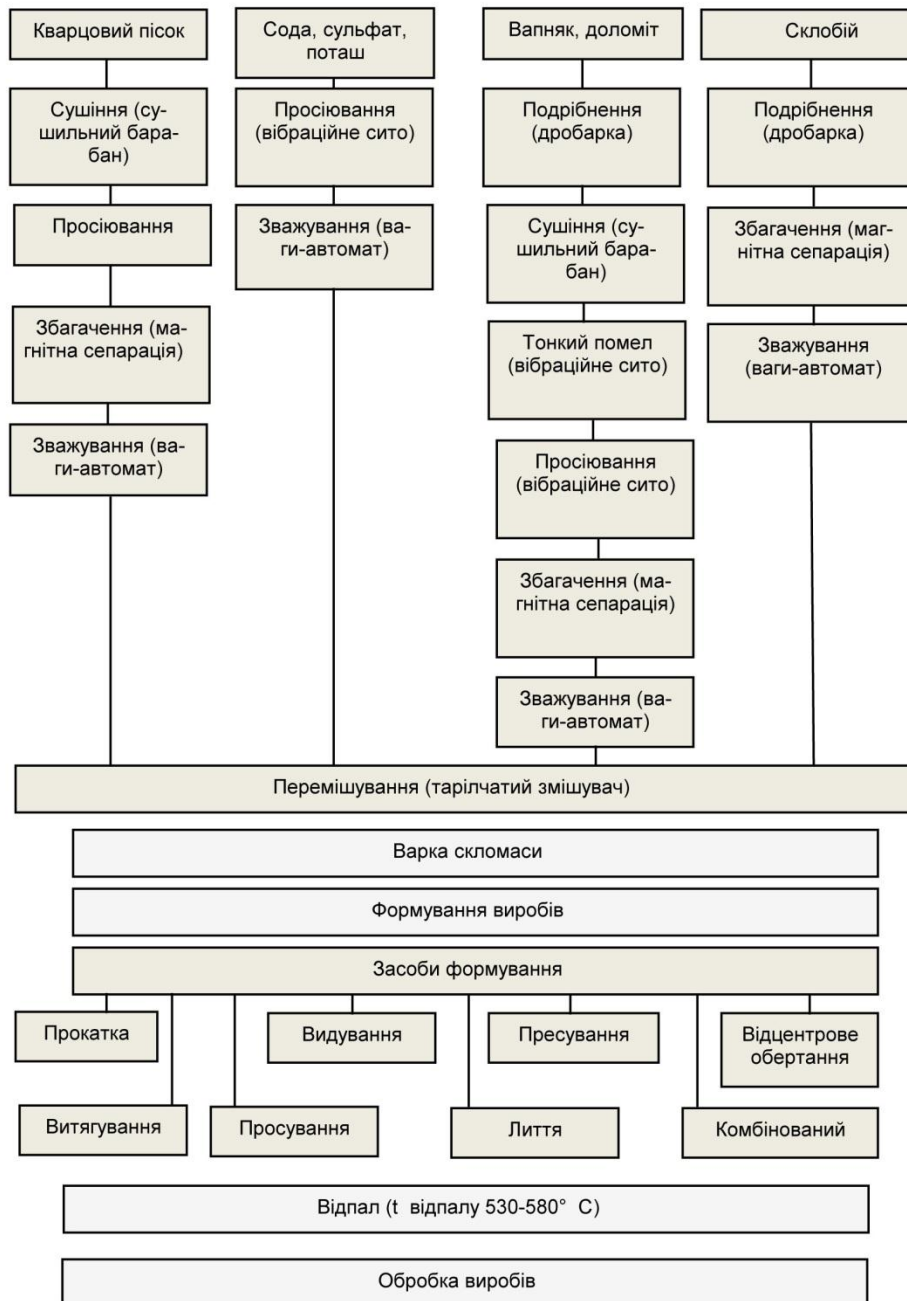 Кварцовий пісок
Сушіння (су-
шильний бара-
бан)
Просіювання
Збагачення (ма-
гнітна сепарація)
Зважування (ва-
ги-автомат)
Сода, сульфат,
поташ
Просіювання
(вібраційне сито)
Зважування (ва-
ги-автомат)
Вапняк, доломіт
Подрібнення
(дробарка)
Сушіння (су-
шильний бара-
бан)
Тонкий помел
(вібраційне сито)
Просіювання
(вібраційне сито)
Збагачення (ма-
гнітна сепарація)
Зважування (ва-
ги-автомат)
Склобій
Подрібнення
(дробарка)
Збагачення (маг-
нітна сепарація)
Зважування
(ваги-автомат)
Перемішування (тарілчатий змішувач)
Варка скломаси
Формування виробів
Засоби формування
Прокатка
Видування
Пресування
Відцентрове
обертання
Витягування
Просування
Лиття
Комбінований
Відпал (t відпалу 530-580° С)
Обробка виробів